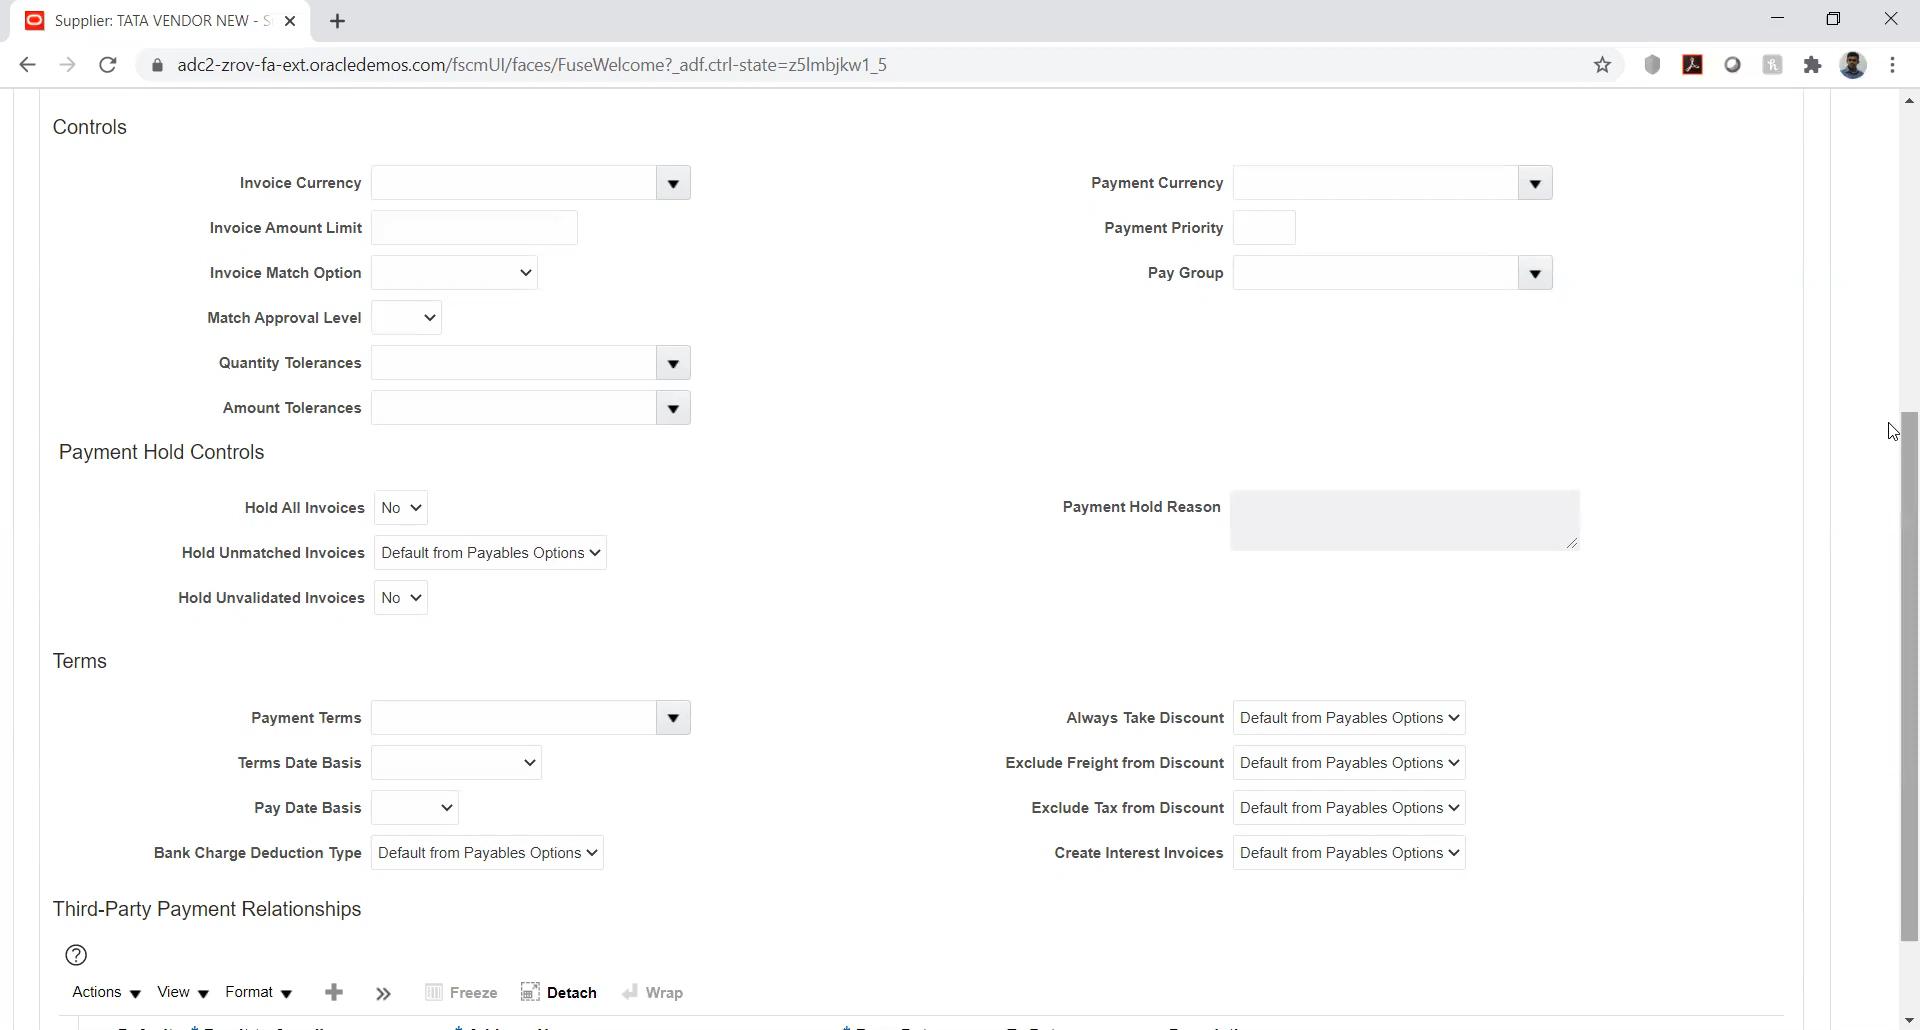 Supplier: TATA VENDOR NEW - S
adc2-zrov-fa-ext.oracledemos.com/fscmUI/faces/FuseWelcome?_adf.ctrl-state=z5lmbjkw1_5
Controls
Invoice Currency
Payment Currency
Invoice Amount Limit
Payment Priority
Invoice Match Option
Pay Group
Match Approval Level
Quantity Tolerances
Amount Tolerances
Payment Hold Controls
Hold All Invoices No
Payment Hold Reason
Hold Unmatched Invoices Default from Payables Options
Hold Unvalidated Invoices No
Terms
Payment Terms
Always Take Discount Default from Payables Options
Terms Date Basis
Exclude Freight from Discount Default from Payables Options
Pay Date Basis
Exclude Tax from Discount Default from Payables Options
Bank Charge Deduction Type Default from Payables Options
Create Interest Invoices Default from Payables Options
Third-Party Payment Relationships
Actions View Format Freeze Detach Wrap